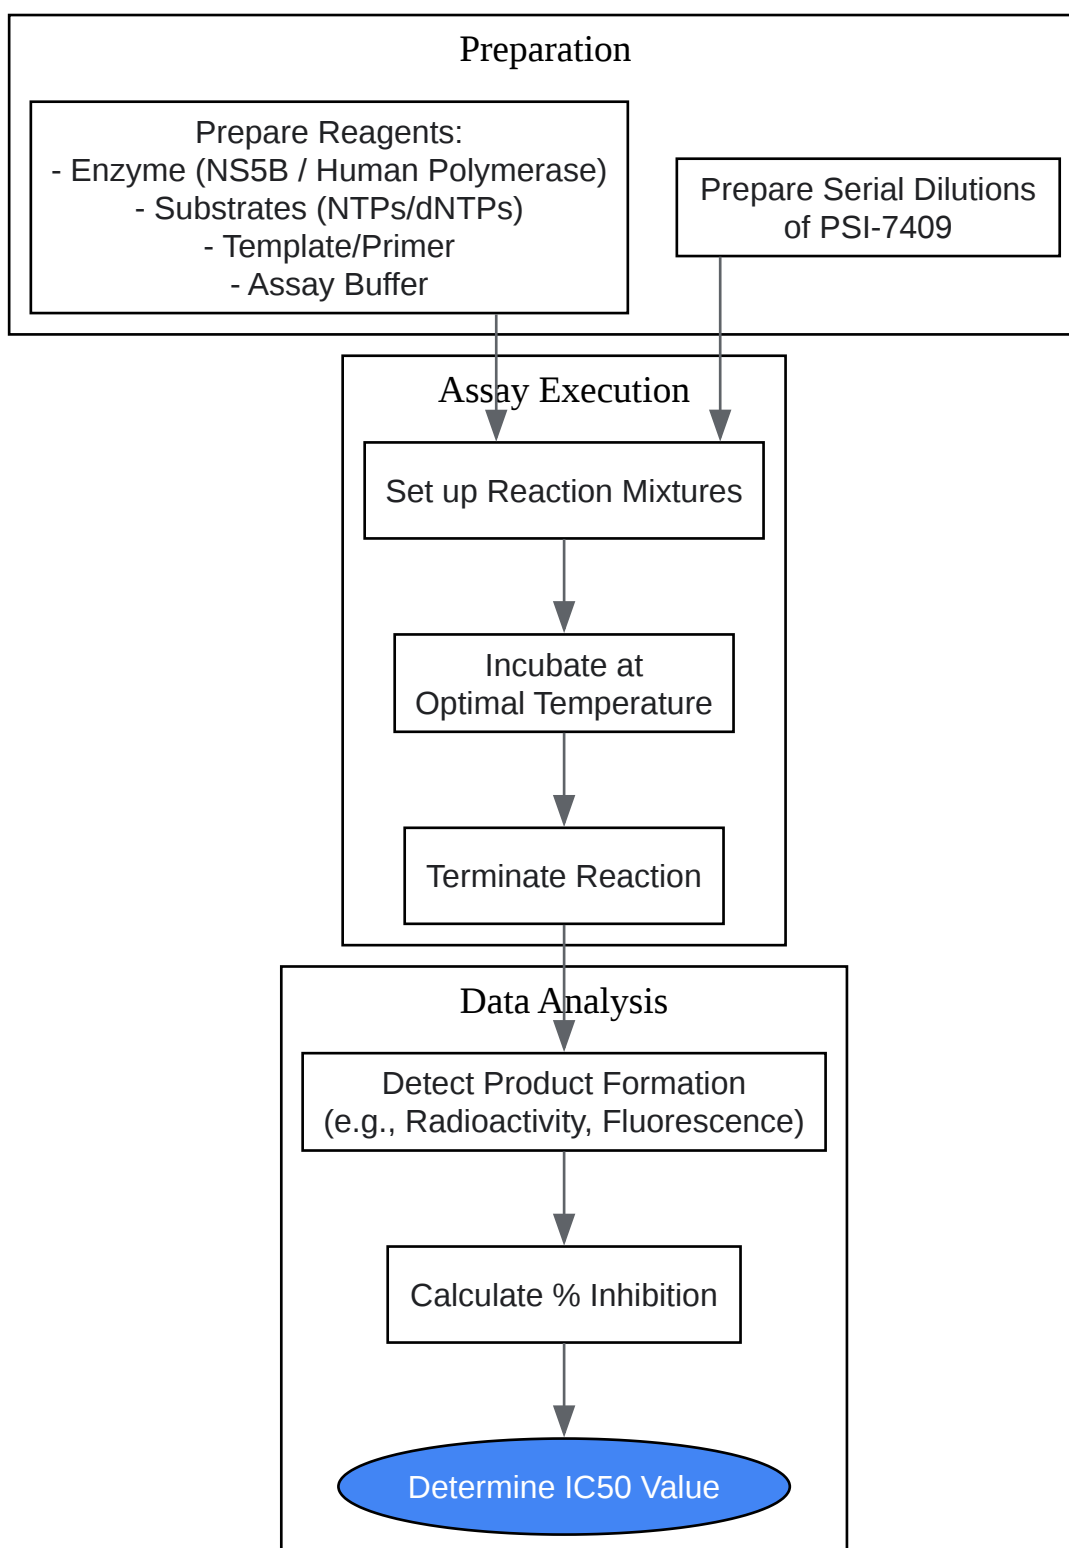 Preparation
Prepare Reagents:
- Enzyme (NS5B / Human Polymerase)
- Substrates (NTPs/dNTPs)
- Template/Primer
- Assay Buffer
Prepare Serial Dilutions
of PSI-7409
Assay Execution
Set up Reaction Mixtures
Incubate at
Optimal Temperature
Terminate Reaction
Data Analysis
Detect Product Formation
(e.g., Radioactivity, Fluorescence)
Calculate % Inhibition
Determine IC50 Value